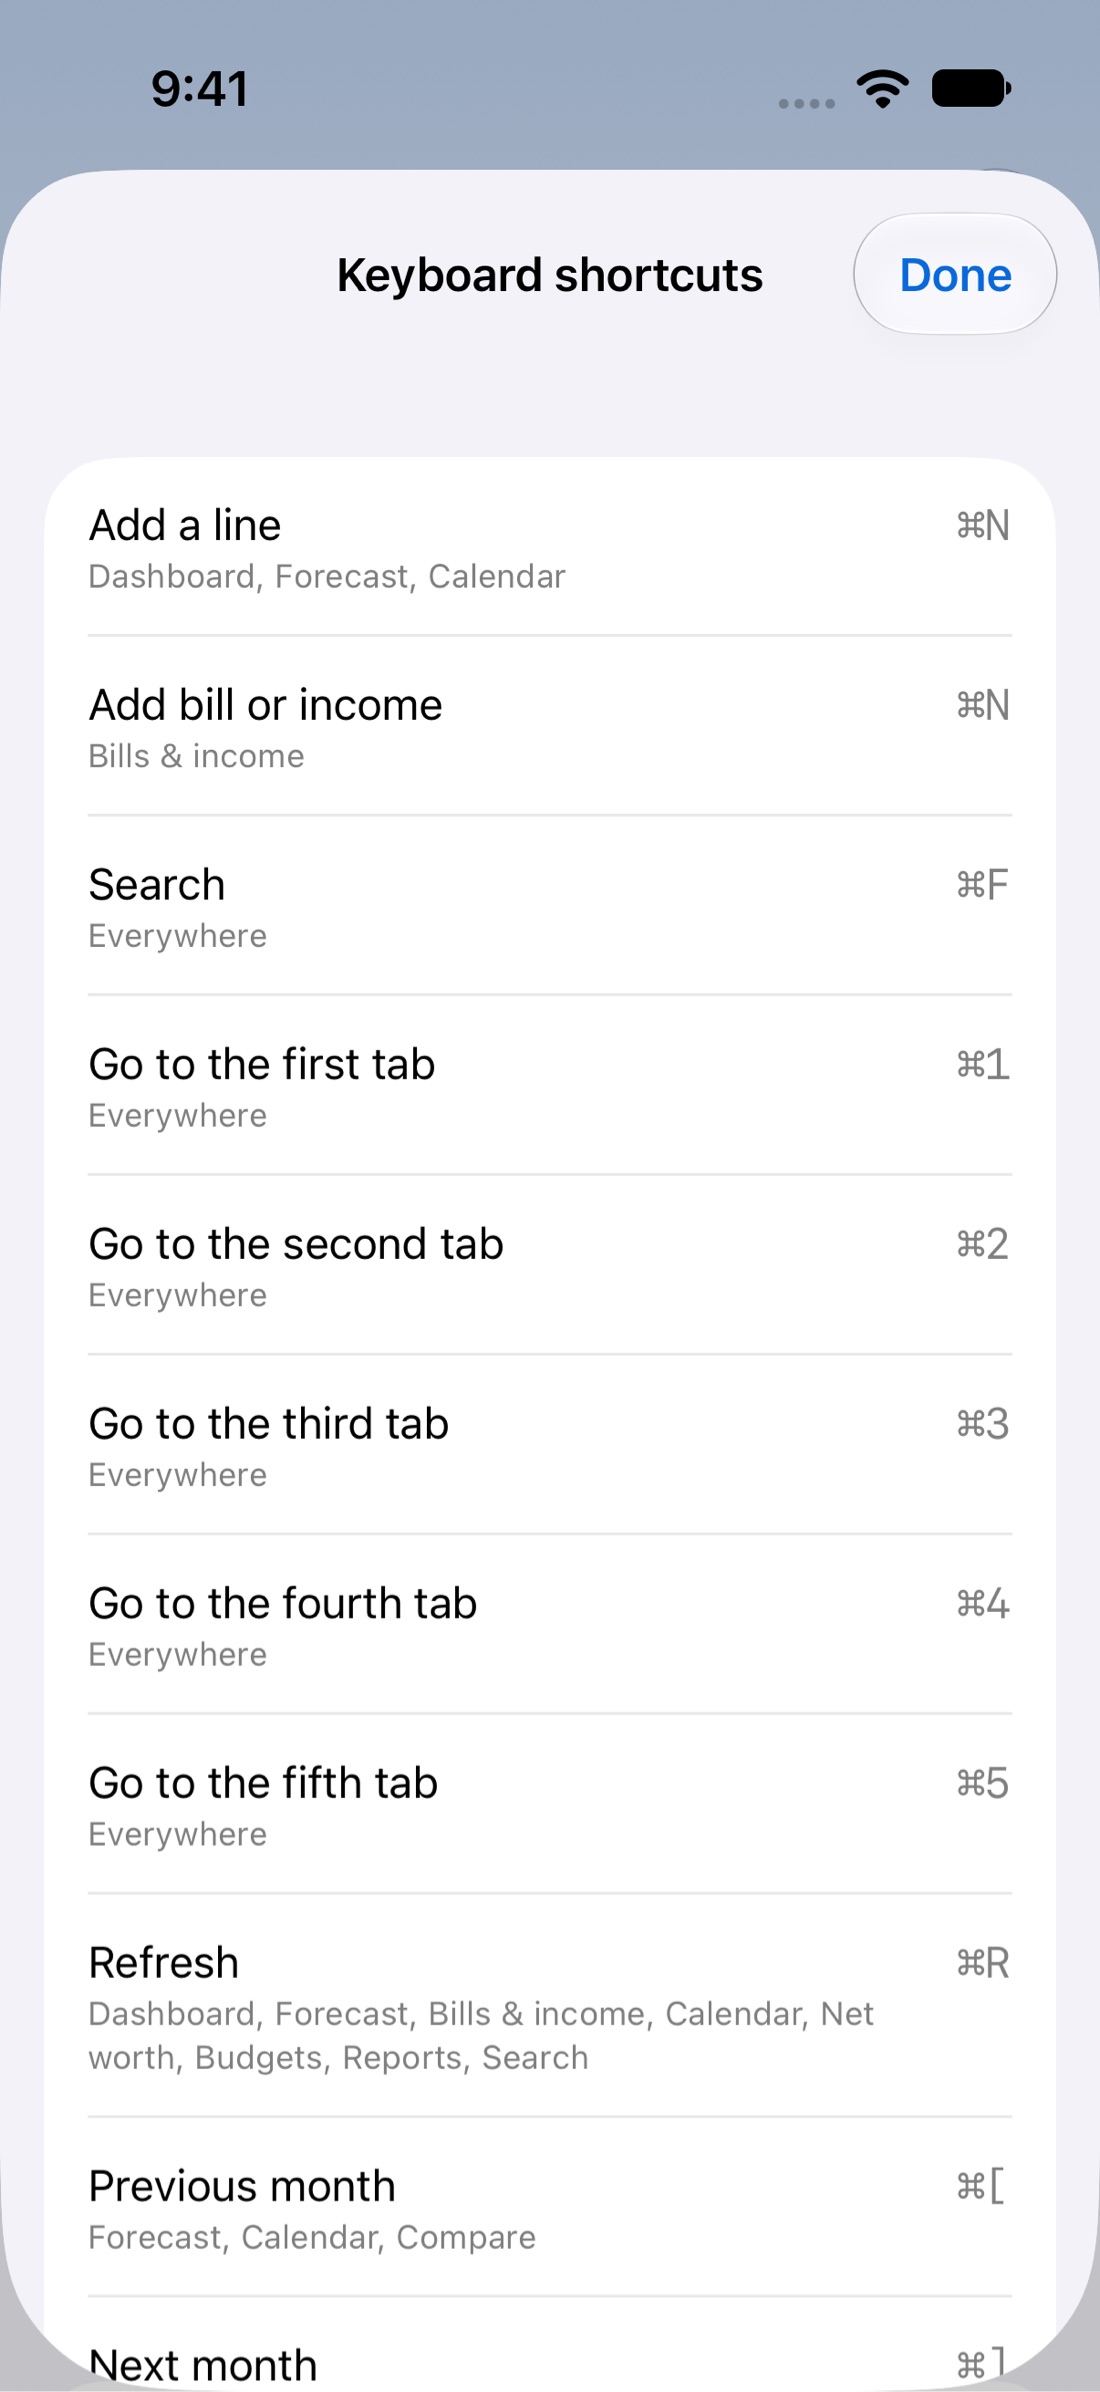 9:41
Keyboard shortcuts
Done
Add a line
⌘N
Dashboard, Forecast, Calendar
Add bill or income
⌘N
Bills & income
Search
⌘F
Everywhere
Go to the first tab
⌘1
Everywhere
Go to the second tab
⌘2
Everywhere
Go to the third tab
⌘3
Everywhere
Go to the fourth tab
⌘4
Everywhere
Go to the fifth tab
⌘5
Everywhere
Refresh
⌘R
Dashboard, Forecast, Bills & income, Calendar, Net
worth, Budgets, Reports, Search
Previous month
⌘[
Forecast, Calendar, Compare
Next month
⌘]